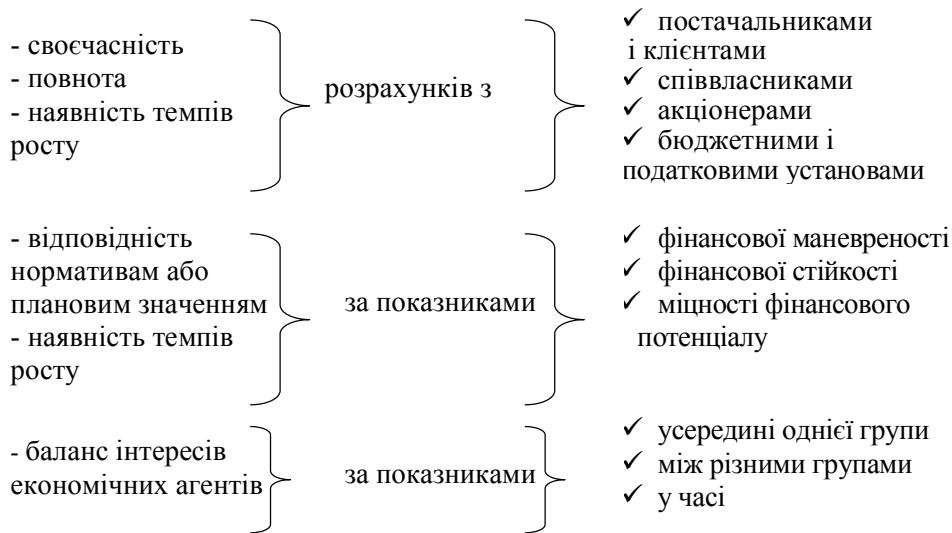 - своєчасність
- повнота
- наявність темпів
росту
розрахунків з
✓ постачальниками
і клієнтами
✓ співвласниками
✓ акціонерами
✓ бюджетними і
податковими установами
- відповідність
нормативам або
плановим значенням
- наявність темпів
росту
за показниками
✓ фінансової маневреності
✓ фінансової стійкості
✓ міцності фінансового
потенціалу
- баланс інтересів
економічних агентів
за показниками
✓ усередині однієї групи
✓ між різними групами
✓ у часі